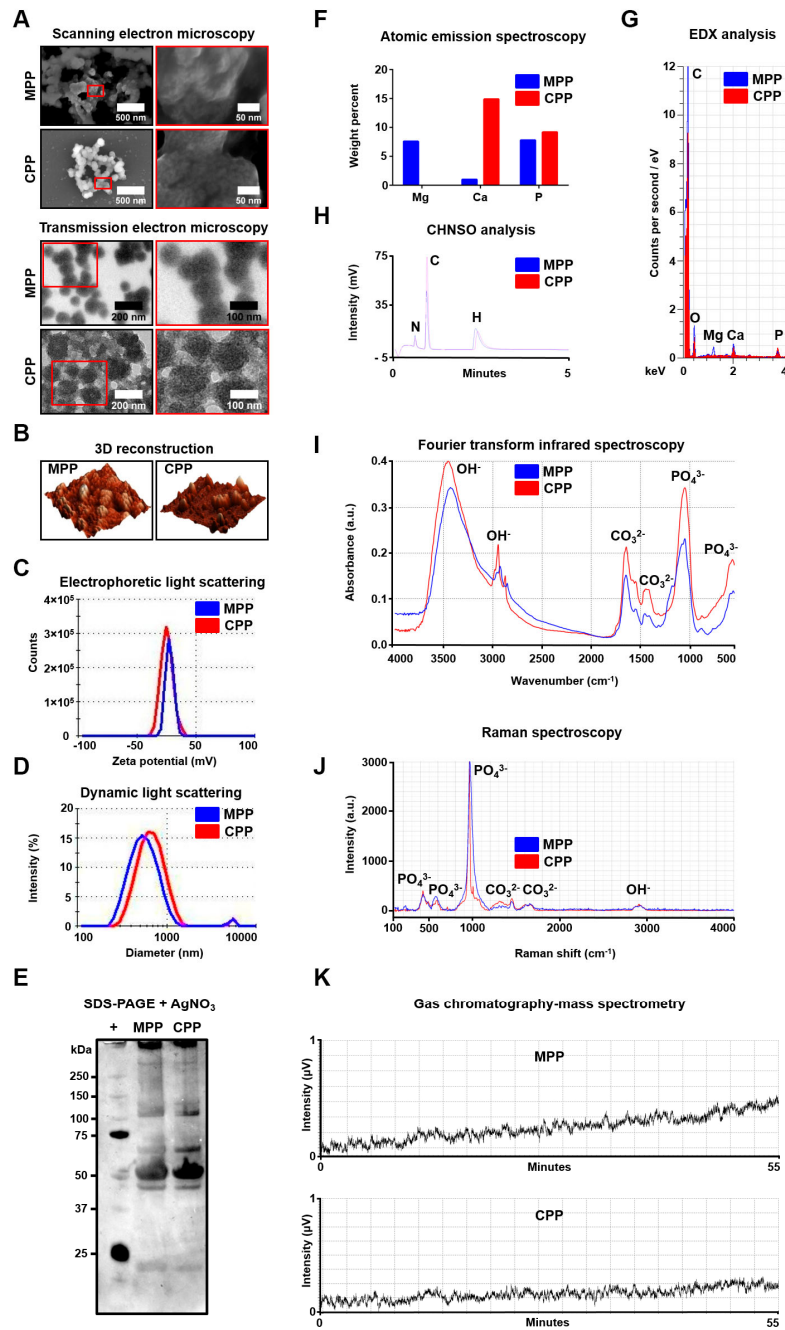 A
Scanning electron microscopy
MPP
500 nm
50 nm
CPP
500 nm
50 nm
Transmission electron microscopy
MPP
200 nm
100 nm
CPP
200 nm
100 nm
B
3D reconstruction
MPP
CPP
C
Electrophoretic light scattering
MPP
CPP
Counts
4×10⁵
3×10⁵
2×10⁵
1×10⁵
0
-100 -50 50 100
Zeta potential (mV)
D
Dynamic light scattering
MPP
CPP
Intensity (%)
20
15
10
5
0
100 1000 10000
Diameter (nm)
E
SDS-PAGE + AgNO₃
+ MPP CPP
kDa
250
150
100
75
50
37
25
F
Atomic emission spectroscopy
MPP
CPP
Weight percent
20
15
10
5
0
Mg Ca P
G
EDX analysis
MPP
CPP
Counts per second / eV
12
10
8
6
4
2
0
C
O
Mg Ca P
keV 0 1 2 3 4
H
CHNSO analysis
MPP
CPP
Intensity (mV)
75
35
- 5
N
C
H
0 Minutes 5
I
Fourier transform infrared spectroscopy
MPP
CPP
Absorbance (a.u.)
0.4
0.3
0.2
0.1
0.0
OH⁻
OH⁻
CO₃²⁻
CO₃²⁻
PO₄³⁻
PO₄³⁻
4000 3500 3000 2500 2000 1500 1000 500
Wavenumber (cm⁻¹)
J
Raman spectroscopy
MPP
CPP
Intensity (a.u.)
3000
2000
1000
0
PO₄³⁻
PO₄³⁻
PO₄³⁻
CO₃²⁻
CO₃²⁻
OH⁻
100 500 1000 2000 3000 4000
Raman shift (cm⁻¹)
K
Gas chromatography-mass spectrometry
MPP
Intensity (µV)
1
0
0 Minutes 55
CPP
Intensity (µV)
1
0
0 Minutes 55